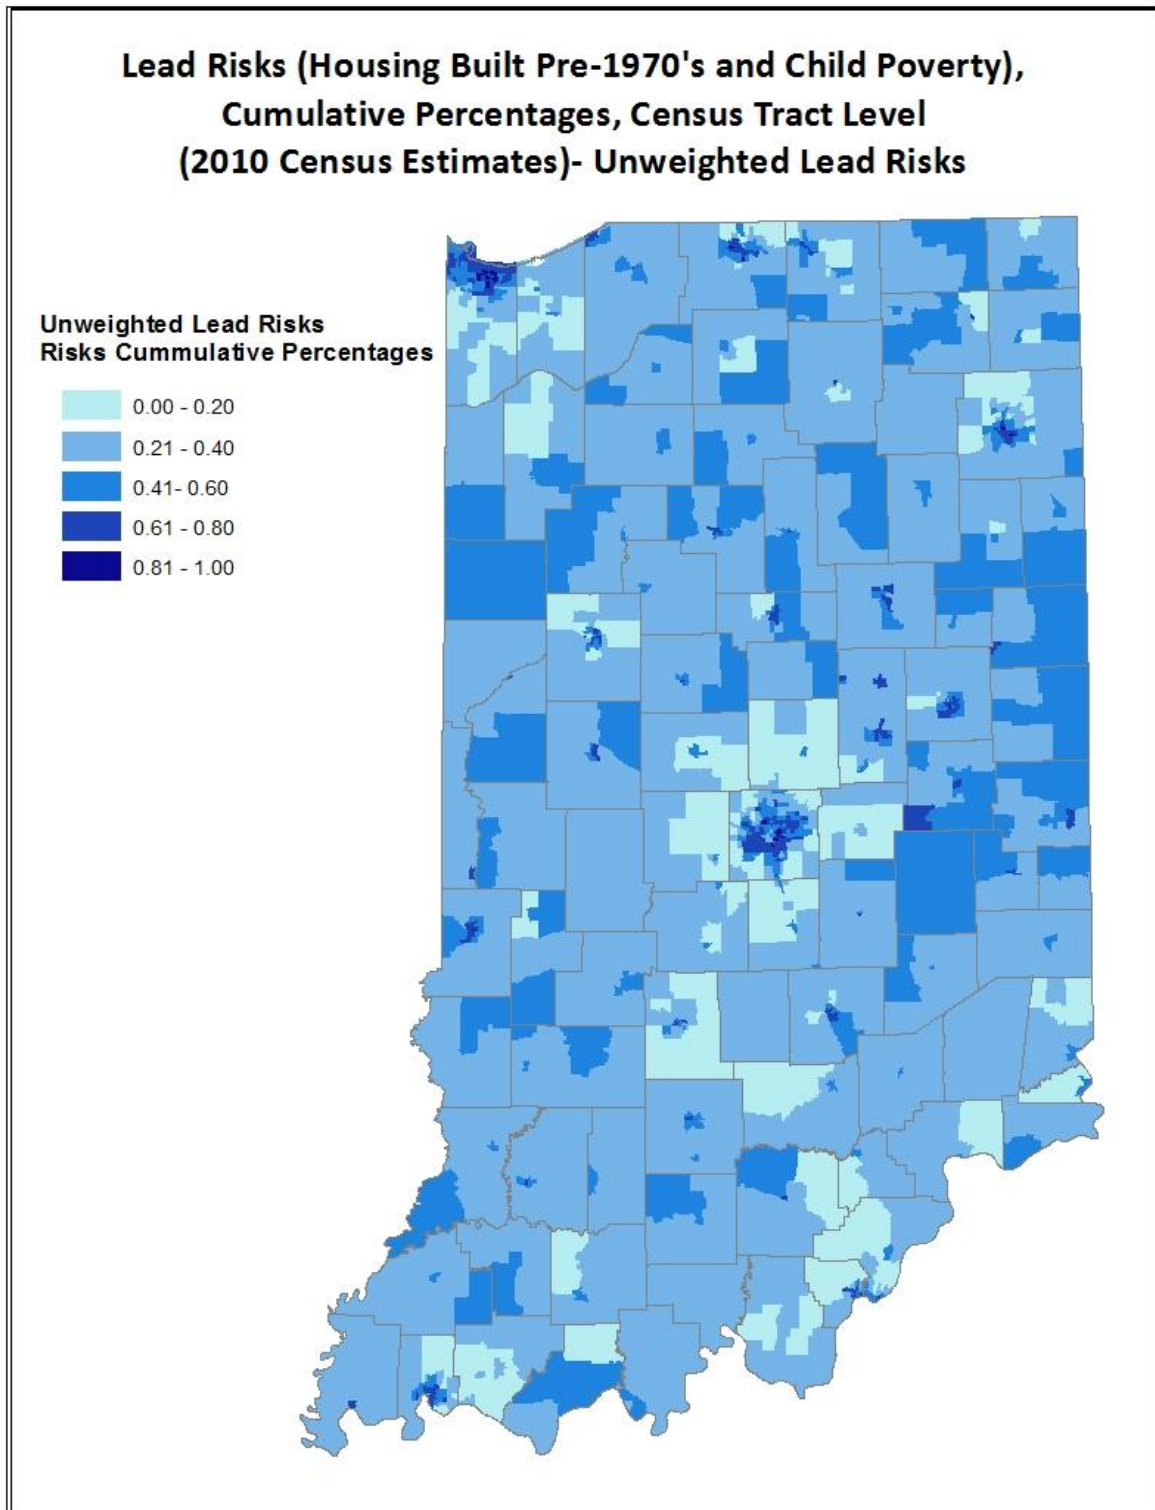 Lead Risks (Housing Built Pre-1970's and Child Poverty),
Cumulative Percentages, Census Tract Level
(2010 Census Estimates)- Unweighted Lead Risks
Unweighted Lead Risks
Risks Cummulative Percentages
0.00 - 0.20
0.21 - 0.40
0.41- 0.60
0.61 - 0.80
0.81 - 1.00